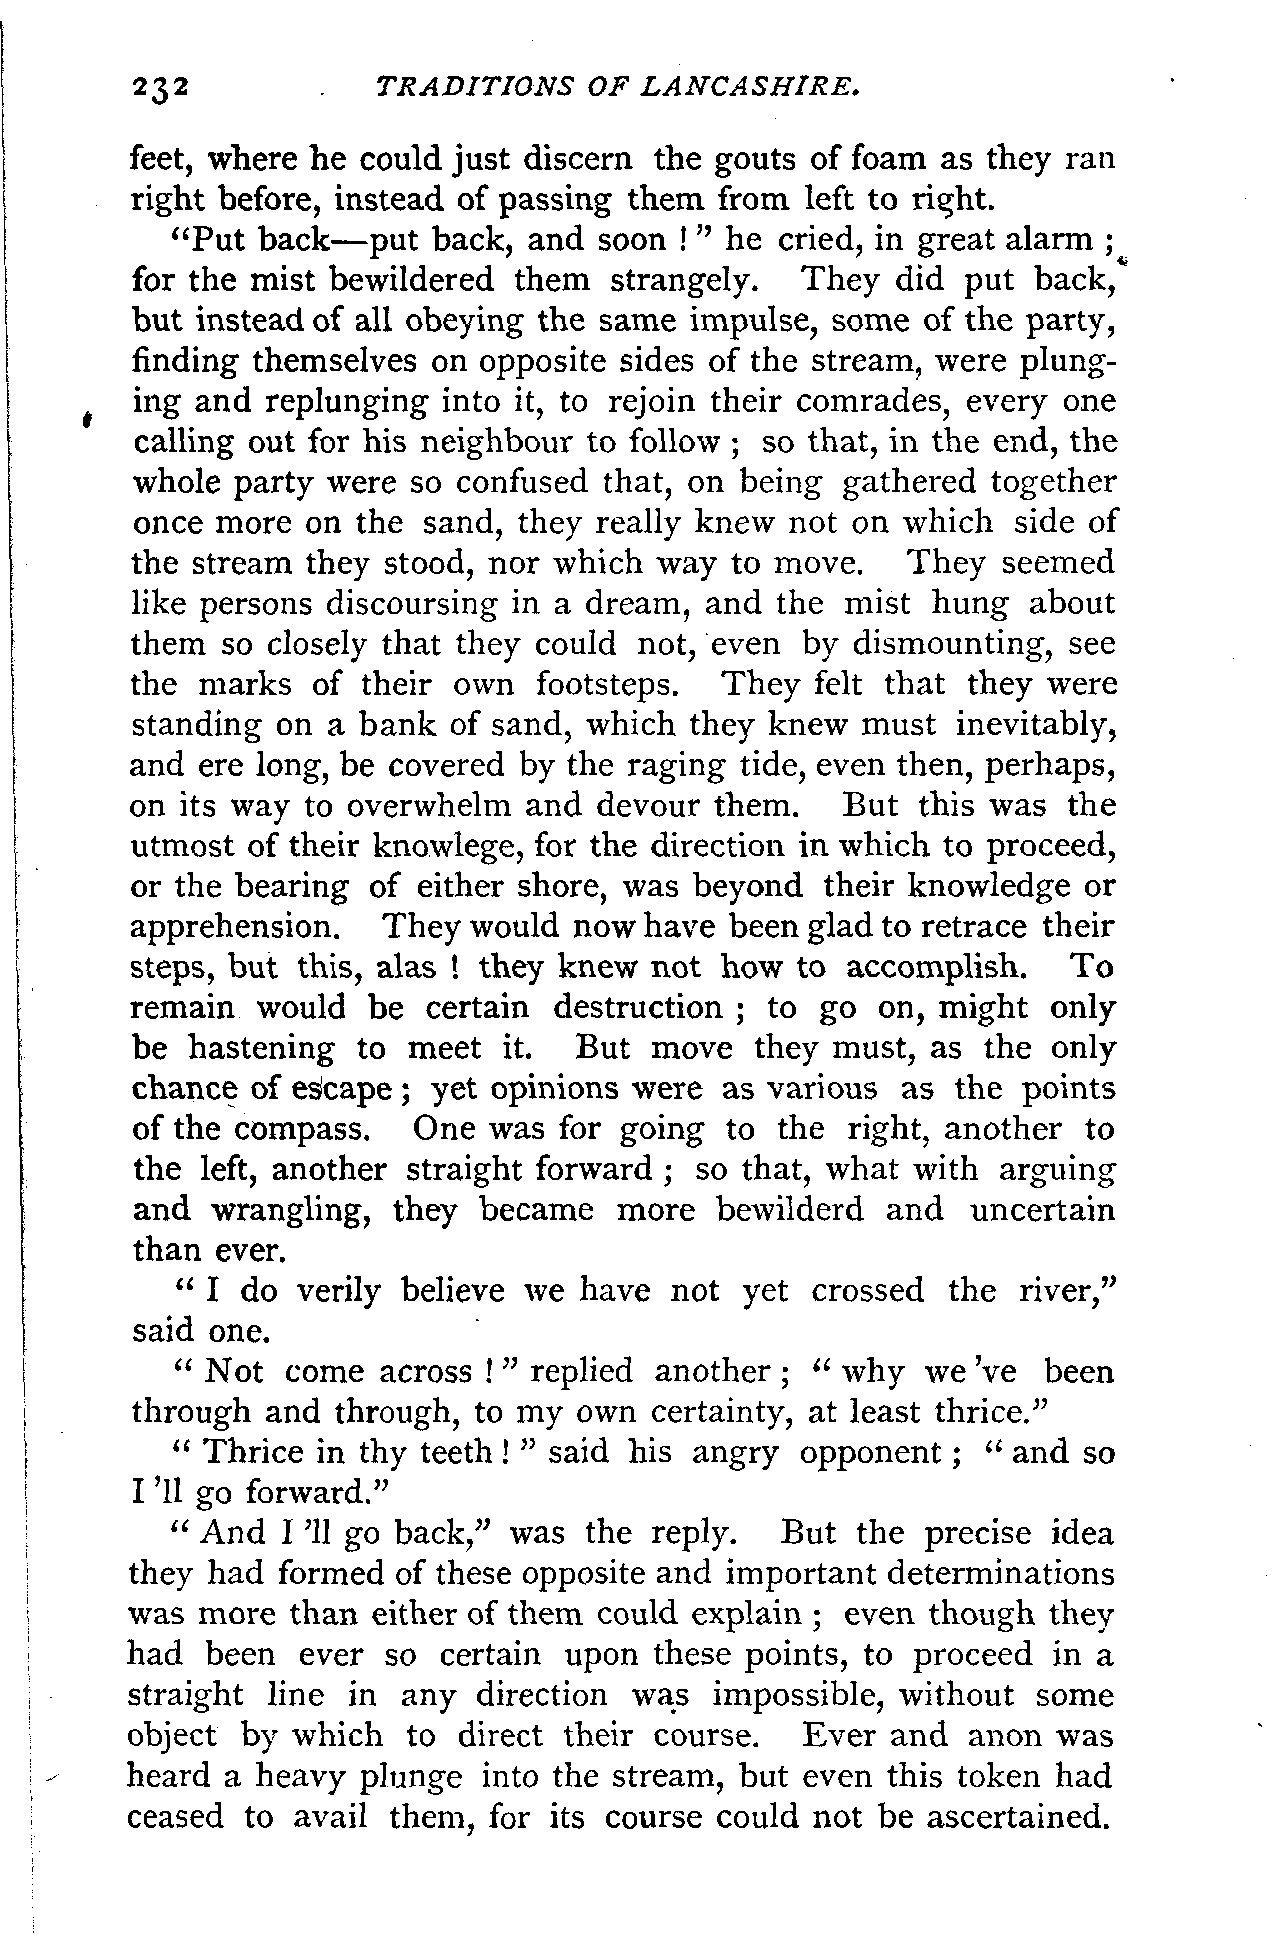 232 TRADITIONS OF LANCASHIRE.
feet, where he could just discern the gouts of foam as they ran
right before, instead of passing them from left to right.
“Put back—put back, and soon ! ” he cried, in great alarm ;
for the mist bewildered them strangely. They did put back,
but instead of all obeying the same impulse, some of the party,
finding themselves on opposite sides of the stream, were plung-
ing and replunging into it, to rejoin their comrades, every one
calling out for his neighbour to follow ; so that, in the end, the
whole party were so confused that, on being gathered together
once more on the sand, they really knew not on which side of
the stream they stood, nor which way to move. They seemed
like persons discoursing in a dream, and the mist hung about
them so closely that they could not, even by dismounting, see
the marks of their own footsteps. They felt that they were
standing on a bank of sand, which they knew must inevitably,
and ere long, be covered by the raging tide, even then, perhaps,
on its way to overwhelm and devour them. But this was the
utmost of their knowlege, for the direction in which to proceed,
or the bearing of either shore, was beyond their knowledge or
apprehension. They would now have been glad to retrace their
steps, but this, alas ! they knew not how to accomplish. To
remain would be certain destruction ; to go on, might only
be hastening to meet it. But move they must, as the only
chance of escape ; yet opinions were as various as the points
of the compass. One was for going to the right, another to
the left, another straight forward ; so that, what with arguing
and wrangling, they became more bewilderd and uncertain
than ever.
“ I do verily believe we have not yet crossed the river,”
said one.
“ Not come across ! ” replied another ; “ why we 've been
through and through, to my own certainty, at least thrice.”
“ Thrice in thy teeth ! ” said his angry opponent ; “ and so
I 'll go forward.”
“ And I 'll go back,” was the reply. But the precise idea
they had formed of these opposite and important determinations
was more than either of them could explain ; even though they
had been ever so certain upon these points, to proceed in a
straight line in any direction was impossible, without some
object by which to direct their course. Ever and anon was
heard a heavy plunge into the stream, but even this token had
ceased to avail them, for its course could not be ascertained.